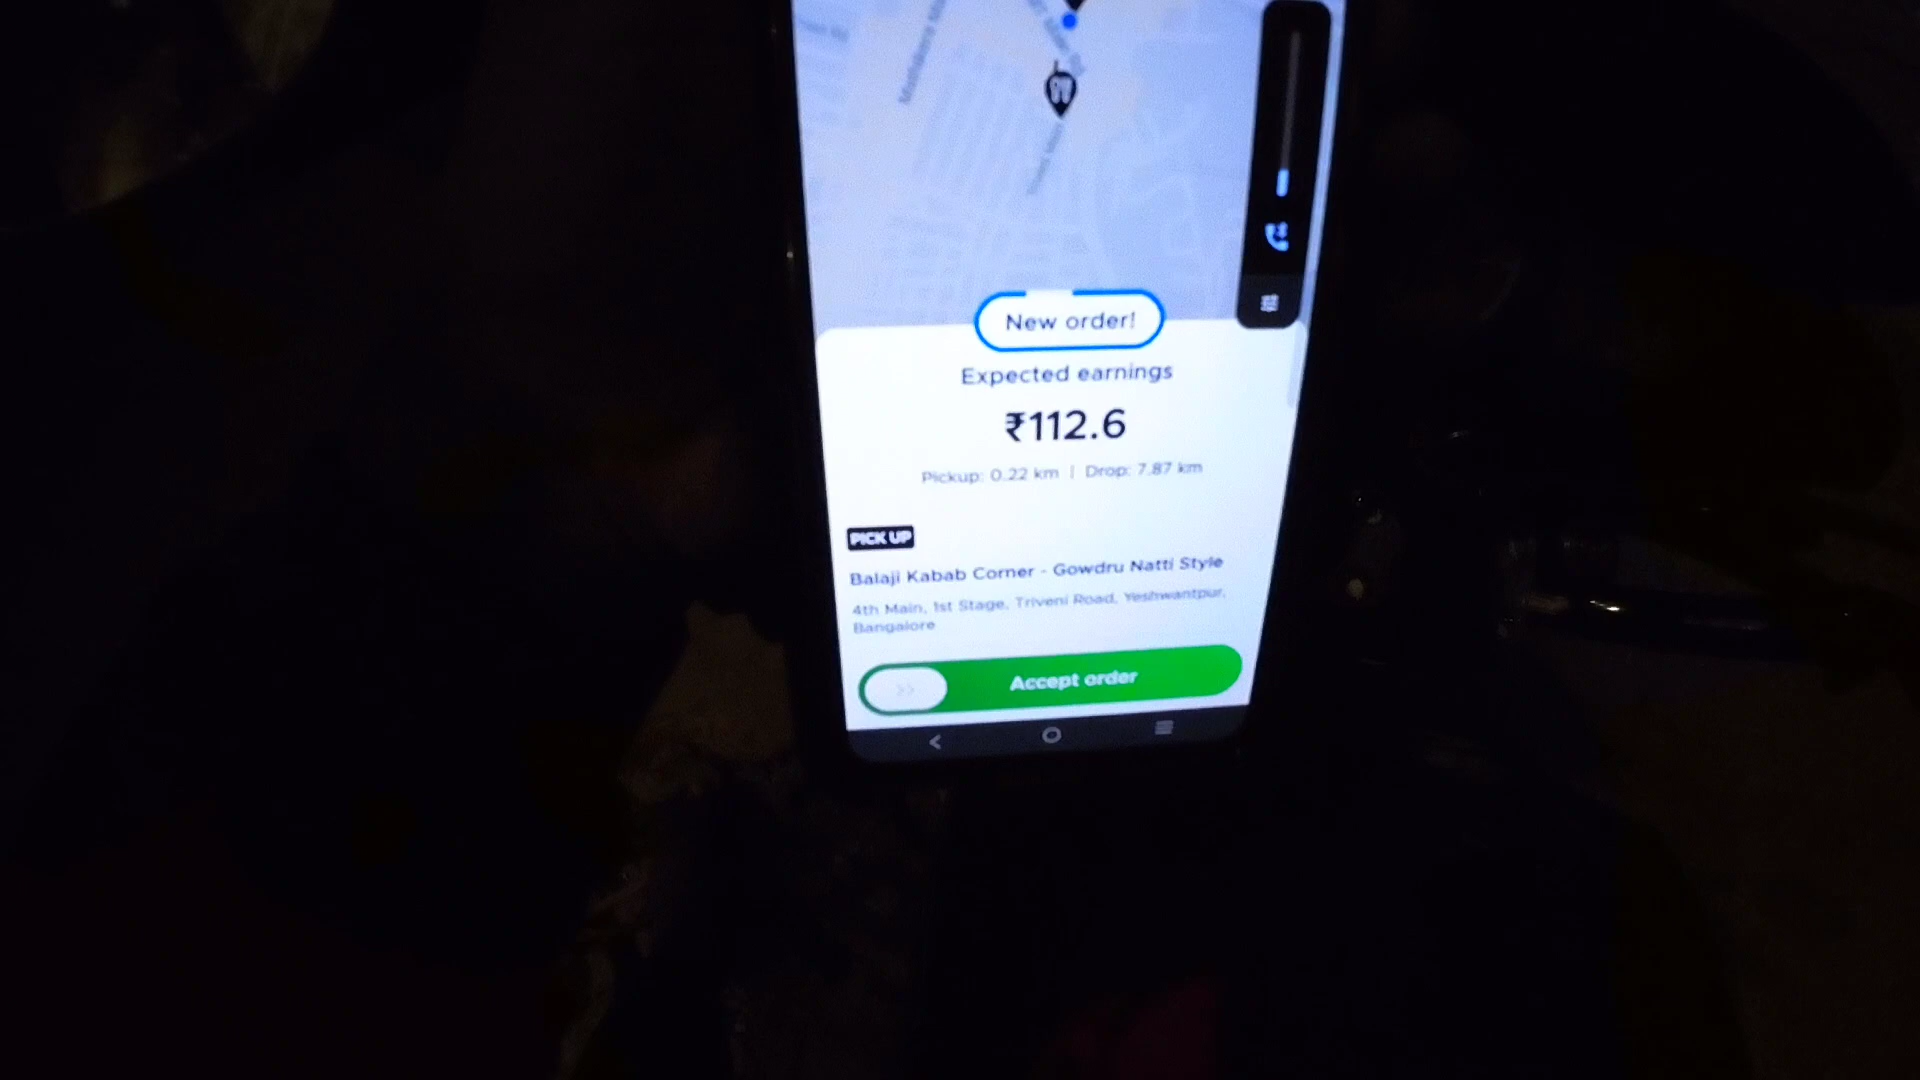 New order!
Expected earnings
₹112.6
Pickup: 0.22 km | Drop: 7.87 km
PICK UP
Balaji Kabab Corner - Gowdru Natti Style
4th Main, 1st Stage, Triveni Road, Yeshwantpur,
Bangalore
Accept order